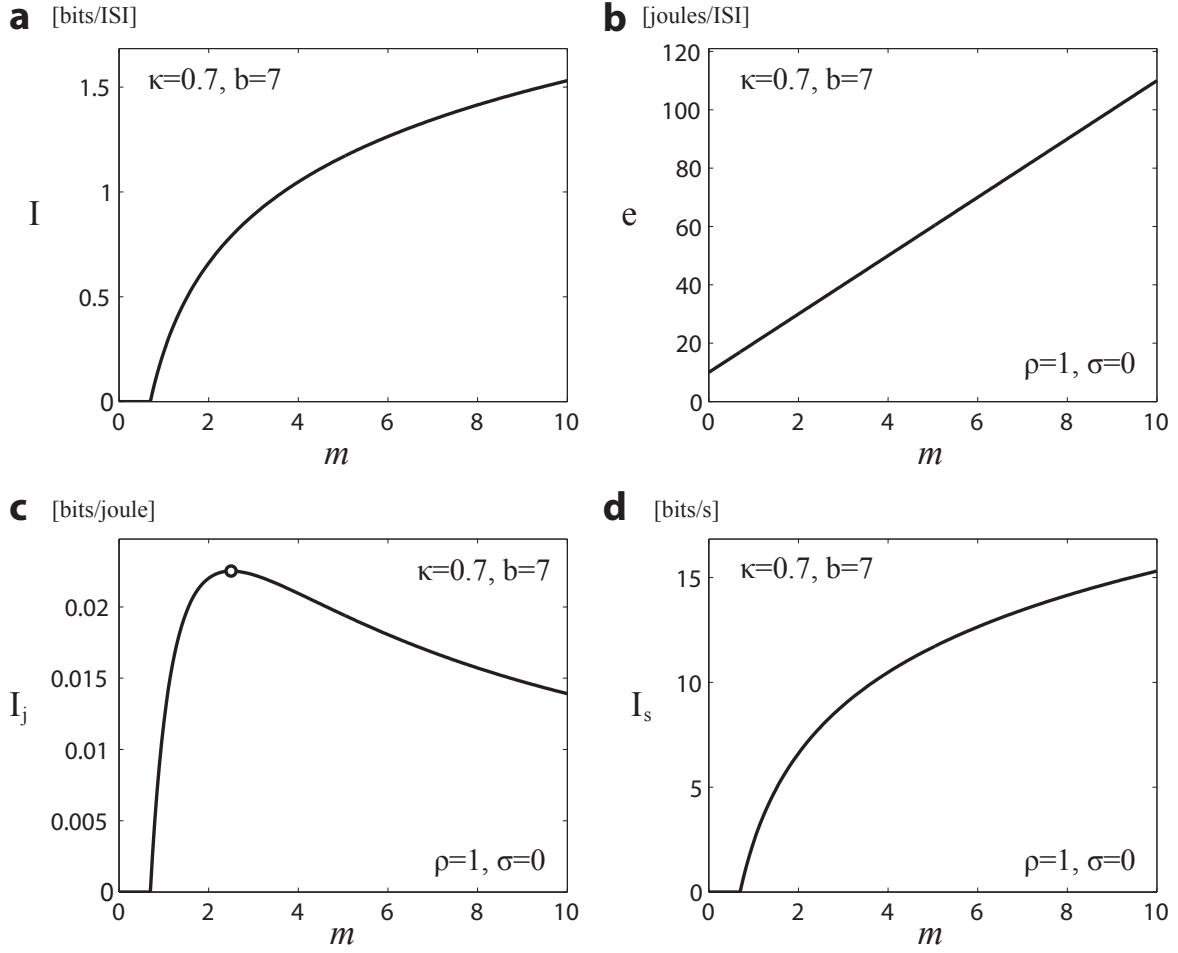 a [bits/ISI]
κ=0.7, b=7
1.5
1
0.5
0
I
0 2 4 6 8 10
m
b [joules/ISI]
κ=0.7, b=7
120
100
80
60
40
20
0
e
ρ=1, σ=0
0 2 4 6 8 10
m
c [bits/joule]
κ=0.7, b=7
0.02
0.015
0.01
0.005
0
Ij
ρ=1, σ=0
0 2 4 6 8 10
m
d [bits/s]
κ=0.7, b=7
15
10
5
0
Is
ρ=1, σ=0
0 2 4 6 8 10
m